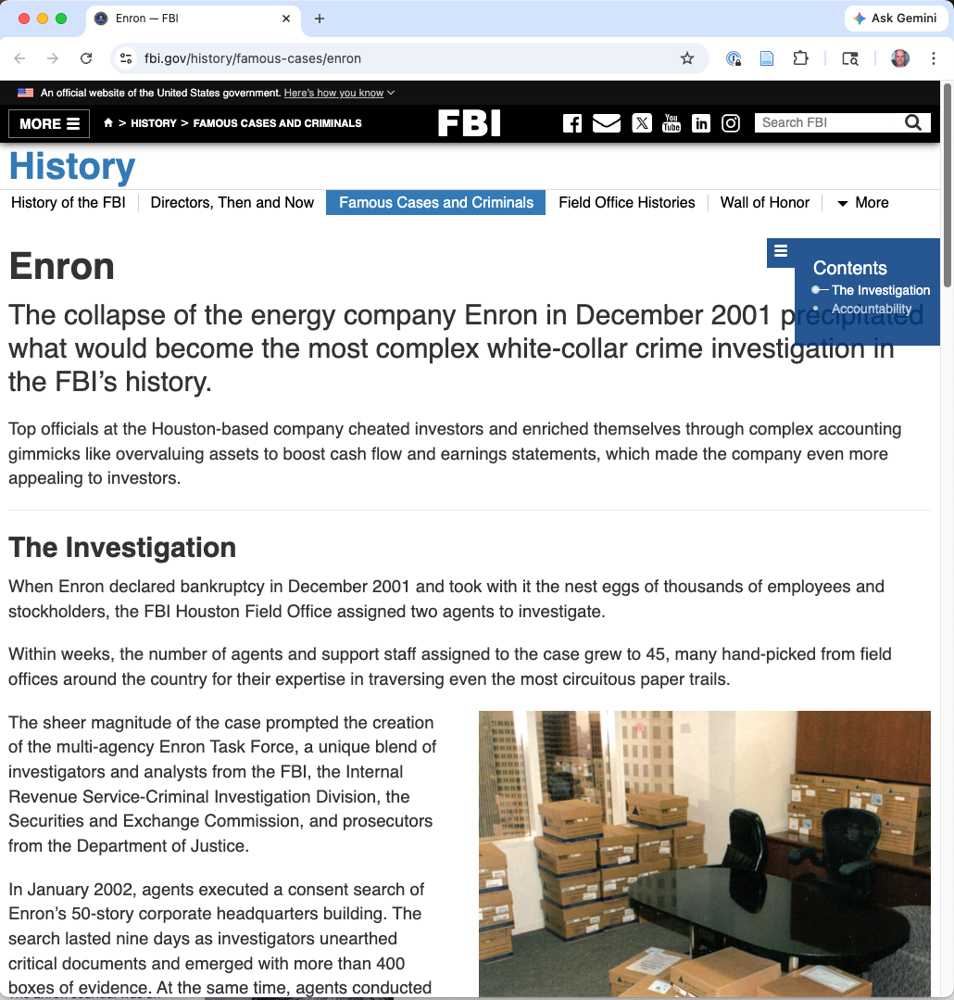 Enron — FBI
Ask Gemini
fbi.gov/history/famous-cases/enron
An official website of the United States government. Here's how you know
MORE
> HISTORY > FAMOUS CASES AND CRIMINALS
FBI
You Tube
Search FBI
History
History of the FBI
Directors, Then and Now
Famous Cases and Criminals
Field Office Histories
Wall of Honor
More
Enron
Contents
The Investigation
Accountability
The collapse of the energy company Enron in December 2001 precipitated
what would become the most complex white-collar crime investigation in
the FBI’s history.
Top officials at the Houston-based company cheated investors and enriched themselves through complex accounting
gimmicks like overvaluing assets to boost cash flow and earnings statements, which made the company even more
appealing to investors.
The Investigation
When Enron declared bankruptcy in December 2001 and took with it the nest eggs of thousands of employees and
stockholders, the FBI Houston Field Office assigned two agents to investigate.
Within weeks, the number of agents and support staff assigned to the case grew to 45, many hand-picked from field
offices around the country for their expertise in traversing even the most circuitous paper trails.
The sheer magnitude of the case prompted the creation
of the multi-agency Enron Task Force, a unique blend of
investigators and analysts from the FBI, the Internal
Revenue Service-Criminal Investigation Division, the
Securities and Exchange Commission, and prosecutors
from the Department of Justice.
In January 2002, agents executed a consent search of
Enron’s 50-story corporate headquarters building. The
search lasted nine days as investigators unearthed
critical documents and emerged with more than 400
boxes of evidence. At the same time, agents conducted